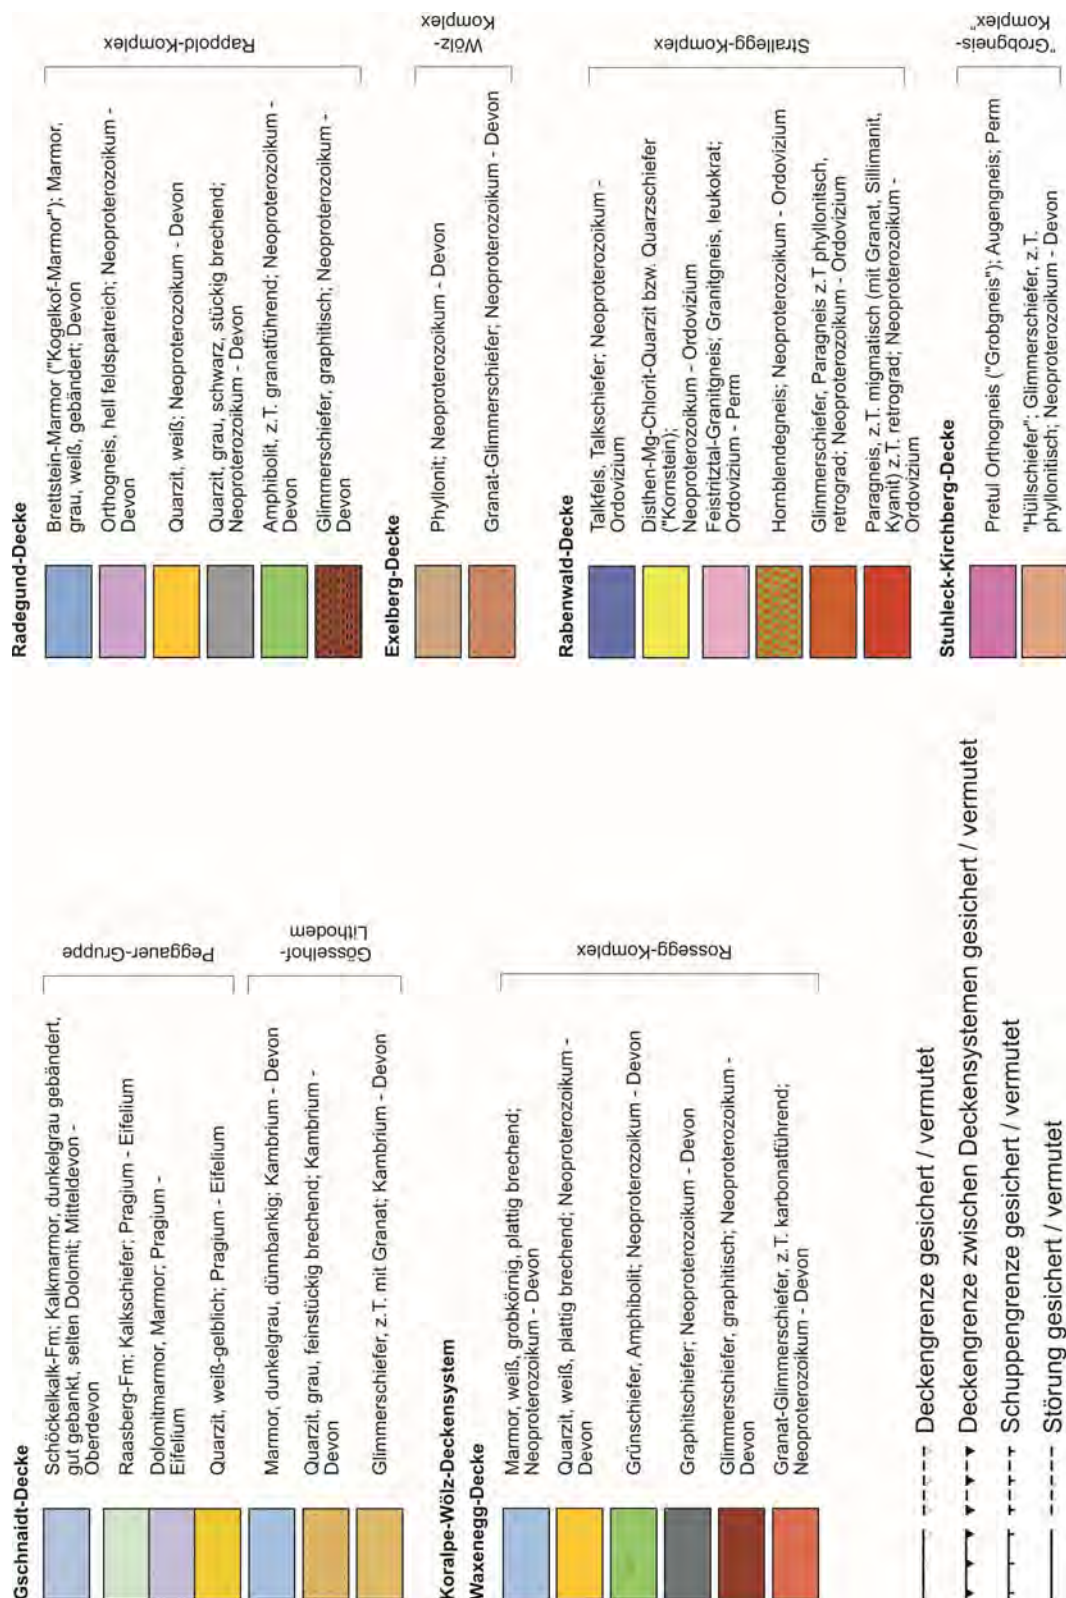 Gschnaidt-Decke
Schöckelkalk-Fm; Kalkmarmor, dunkelgrau gebändert,
gut gebankt, selten Dolomit; Mitteldevon -
Oberdevon
Raasberg-Fm; Kalkschiefer; Pragium - Eifelium
Dolomitmarmor, Marmor; Pragium -
Eifelium
Quarzit, weiß-gelblich; Pragium - Eifelium
Peggauer-Gruppe
Marmor, dunkelgrau, dünnbankig; Kambrium - Devon
Quarzit, grau, feinstückig brechend; Kambrium -
Devon
Glimmerschiefer, z.T. mit Granat; Kambrium - Devon
Gösselhof-
Lithodem
Koralpe-Wölz-Deckensystem
Waxenegg-Decke
Marmor, weiß, grobkörnig, plattig brechend;
Neoproterozoikum - Devon
Quarzit, weiß, plattig brechend; Neoproterozoikum -
Devon
Grünschiefer, Amphibolit; Neoproterozoikum - Devon
Graphitschiefer; Neoproterozoikum - Devon
Glimmerschiefer, graphitisch; Neoproterozoikum -
Devon
Granat-Glimmerschiefer, z.T. karbonatführend;
Neoproterozoikum - Devon
Rossegg-Komplex
Deckengrenze gesichert / vermutet
Deckengrenze zwischen Deckensystemen gesichert / vermutet
Schuppengrenze gesichert / vermutet
Störung gesichert / vermutet
Radegund-Decke
Brettstein-Marmor ("Kogelkof-Marmor"); Marmor,
grau, weiß, gebändert; Devon
Orthogneis, hell feldspatreich; Neoproterozoikum -
Devon
Quarzit, weiß; Neoproterozoikum - Devon
Quarzit, grau, schwarz, stückig brechend;
Neoproterozoikum - Devon
Amphibolit, z.T. granatführend; Neoproterozoikum -
Devon
Glimmerschiefer, graphitisch; Neoproterozoikum -
Devon
Rappold-Komplex
Exelberg-Decke
Phyllonit; Neoproterozoikum - Devon
Granat-Glimmerschiefer; Neoproterozoikum - Devon
Wölz-
Komplex
Rabenwald-Decke
Talkfels, Talkschiefer; Neoproterozoikum -
Ordovizium
Disthen-Mg-Chlorit-Quarzit bzw. Quarzschiefer
("Kornstein);
Neoproterozoikum - Ordovizium
Feistritztal-Granitgneis; Granitgneis, leukokrat;
Ordovizium - Perm
Hornblendegneis; Neoproterozoikum - Ordovizium
Glimmerschiefer, Paragneis z.T phyllonitsch,
retrograd; Neoproterozoikum - Ordovizium
Paragneis, z.T. migmatisch (mit Granat, Sillimanit,
Kyanit) z.T. retrograd; Neoproterozoikum -
Ordovizium
Strallegg-Komplex
Stuhleck-Kirchberg-Decke
Pretul Orthogneis ("Grobgneis"); Augengneis; Perm
"Hüllschiefer"; Glimmerschiefer, z.T.
phyllonitisch; Neoproterozoikum - Devon
"Grobgneis-
Komplex"